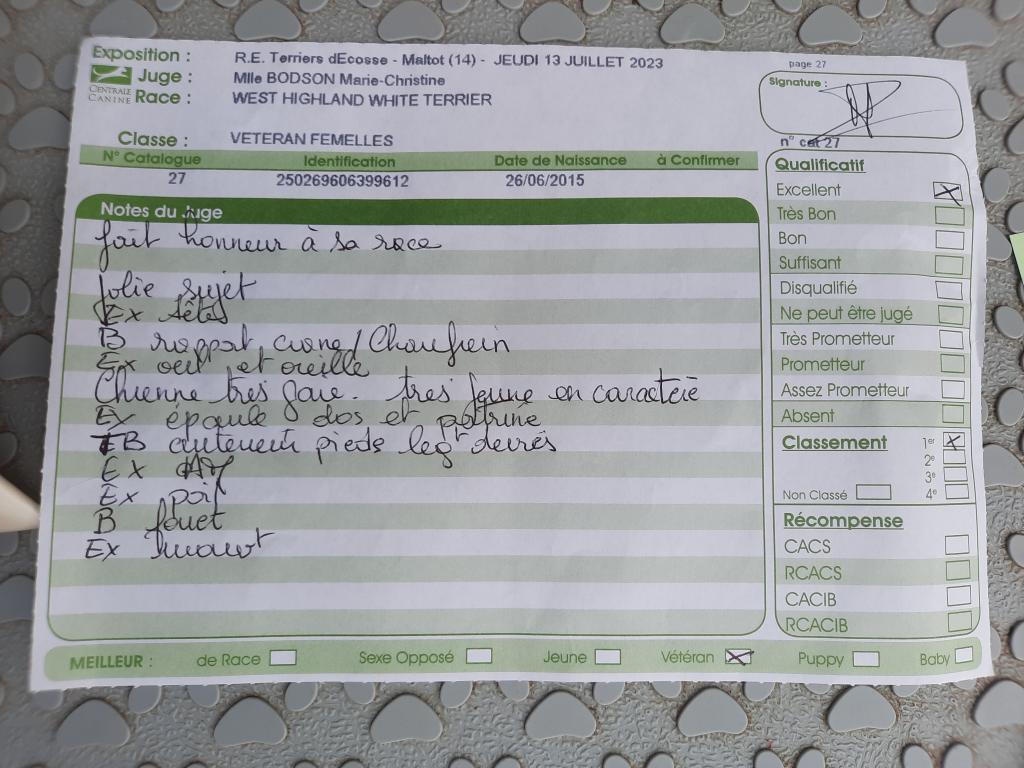 Exposition : R.E. Terriers dEcosse - Maltot (14) - JEUDI 13 JUILLET 2023
page 27
CENTRALE CANINE
Juge : Mlle BODSON Marie-Christine
Race : WEST HIGHLAND WHITE TERRIER
Signature :
n° cat 27
Classe : VETERAN FEMELLES
N° Catalogue Identification Date de Naissance à Confirmer
27 250269606399612 26/06/2015
Notes du Juge
fait honneur à sa race
Jolie sujet
Ex têtes
B rapport crane/Chanfrein
Ex oeil et oreille
Chienne très gaie. très jeune en caractère
Ex épaule dos et poitrine
TB pieds legt
Ex
Ex poil
B fouet
Ex
Qualificatif
Excellent
Très Bon
Bon
Suffisant
Disqualifié
Ne peut être jugé
Très Prometteur
Prometteur
Assez Prometteur
Absent
Classement 1er
2e
3e
Non Classé 4e
Récompense
CACS
RCACS
CACIB
RCACIB
MEILLEUR : de Race Sexe Opposé Jeune Vétéran Puppy Baby